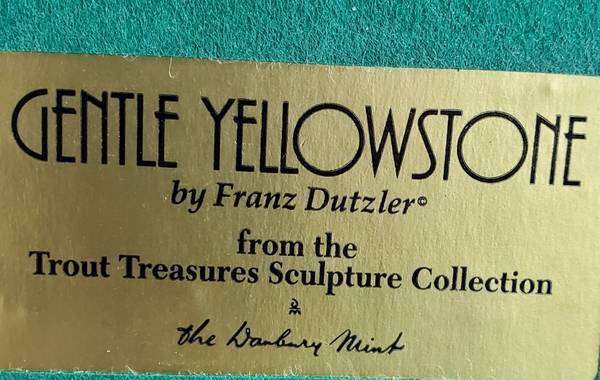 GENTLE YELLOWSTONE
by Franz Dutzler©
from the
Trout Treasures Sculpture Collection
the Danbury Mint